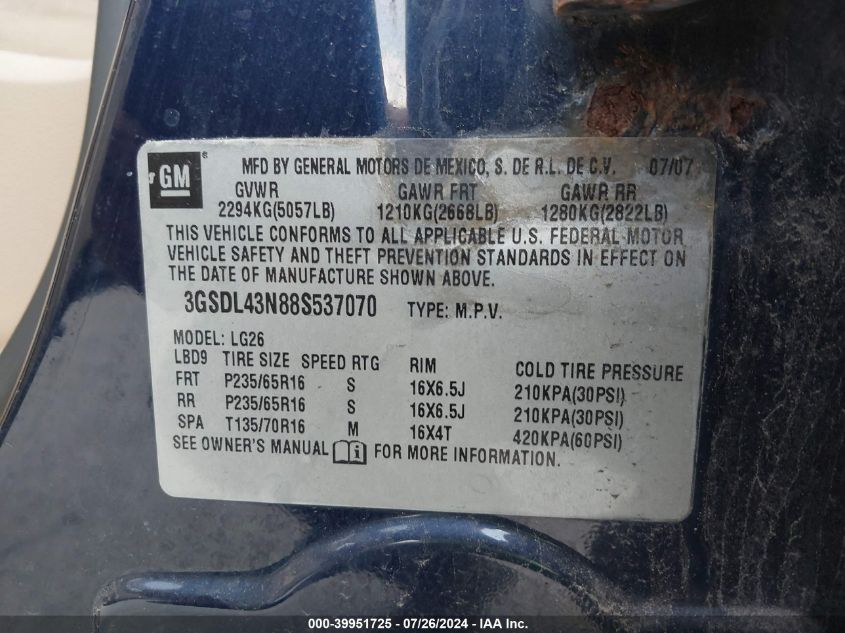 GM
®
MFD BY GENERAL MOTORS DE MEXICO, S. DE R.L. DE C.V. 07/07
GVWR GAWR FRT GAWR RR
2294KG(5057LB) 1210KG(2668LB) 1280KG(2822LB)
THIS VEHICLE CONFORMS TO ALL APPLICABLE U.S. FEDERAL MOTOR
VEHICLE SAFETY AND THEFT PREVENTION STANDARDS IN EFFECT ON
THE DATE OF MANUFACTURE SHOWN ABOVE.
3GSDL43N88S537070 TYPE: M.P.V.
MODEL: LG26
LBD9 TIRE SIZE SPEED RTG RIM COLD TIRE PRESSURE
FRT P235/65R16 S 16X6.5J 210KPA(30PSI)
RR P235/65R16 S 16X6.5J 210KPA(30PSI)
SPA T135/70R16 M 16X4T 420KPA(60PSI)
SEE OWNER'S MANUAL FOR MORE INFORMATION.
000-39951725 - 07/26/2024 - IAA Inc.